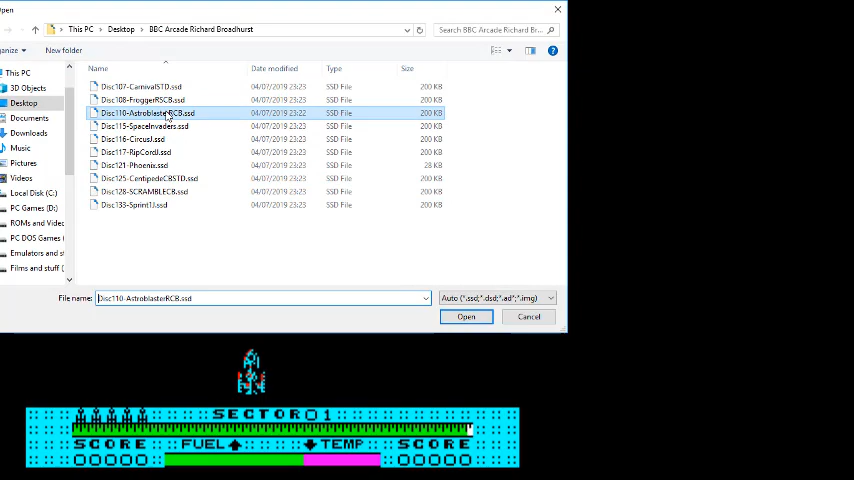 Open
This PC > Desktop > BBC Arcade Richard Broadhurst
Search BBC Arcade Richard Br...
New folder
Name Date modified Type Size
This PC
3D Objects
Desktop
Documents
Downloads
Music
Pictures
Videos
Local Disk (C:)
PC Games (D:)
ROMs and Video
PC DOS Games (
Emulators and st
Films and stuff (
Disc107-CarnivalSTD.ssd 04/07/2019 23:23 SSD File 200 KB
Disc108-FroggerRSCB.ssd 04/07/2019 23:23 SSD File 200 KB
Disc110-AstroblasterRCB.ssd 04/07/2019 23:22 SSD File 200 KB
Disc115-SpaceInvaders.ssd 04/07/2019 23:23 SSD File 200 KB
Disc116-CircusJ.ssd 04/07/2019 23:23 SSD File 200 KB
Disc117-RipCordJ.ssd 04/07/2019 23:23 SSD File 200 KB
Disc121-Phoenix.ssd 04/07/2019 23:23 SSD File 28 KB
Disc125-CentipedeCBSTD.ssd 04/07/2019 23:23 SSD File 200 KB
Disc128-SCRAMBLECB.ssd 04/07/2019 23:23 SSD File 200 KB
Disc133-Sprint1J.ssd 04/07/2019 23:23 SSD File 200 KB
File name: Disc110-AstroblasterRCB.ssd Auto (*.ssd;*.dsd;*.ad*;*.img)
Open Cancel
SECTOR 01
SCORE FUEL TEMP SCORE
00000 00000